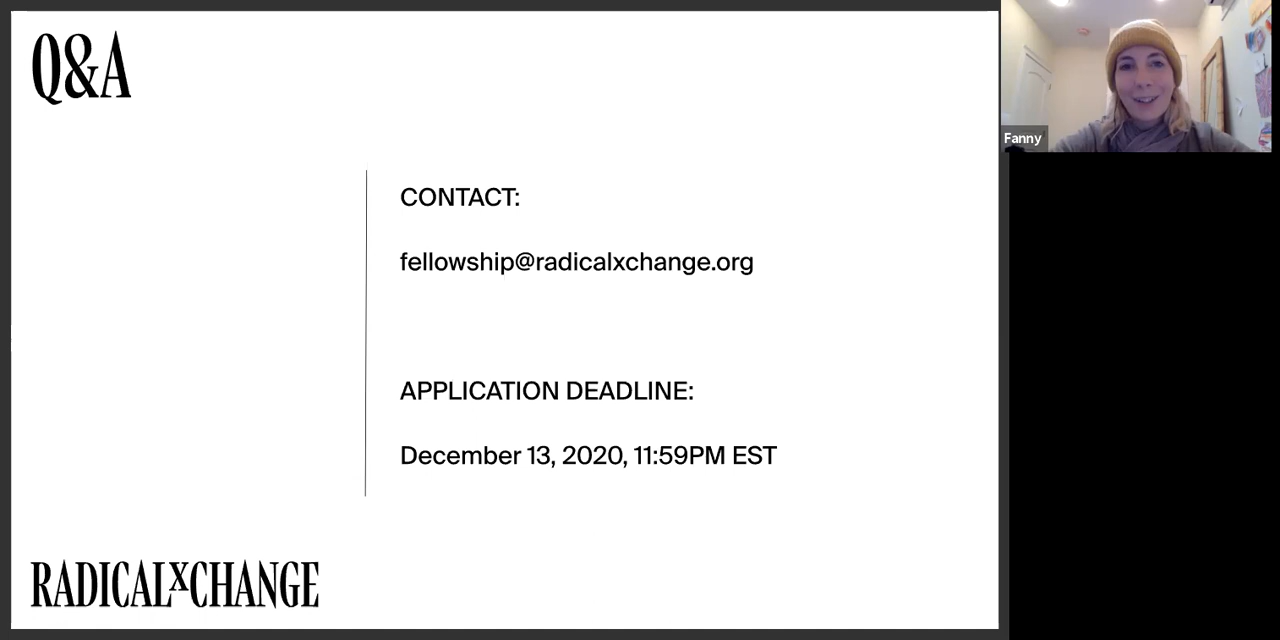 Q&A
CONTACT:
fellowship@radicalxchange.org
APPLICATION DEADLINE:
December 13, 2020, 11:59PM EST
RADICALXCHANGE
Fanny